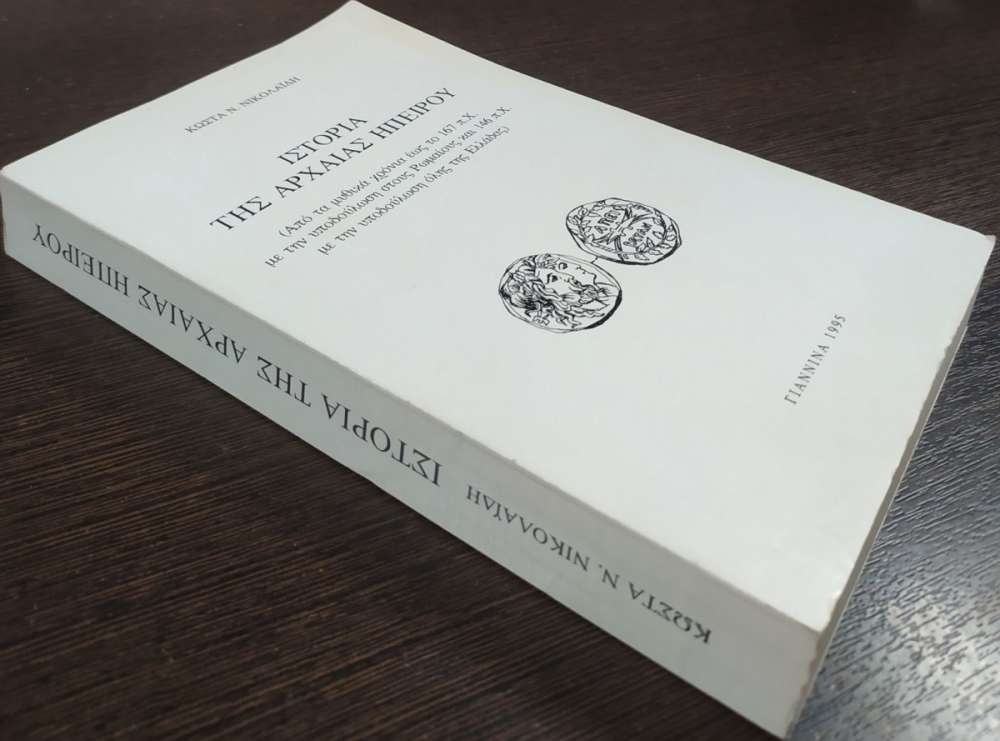 ΚΩΣΤΑ Ν. ΝΙΚΟΛΑΪΔΗ
ΙΣΤΟΡΙΑ
ΤΗΣ ΑΡΧΑΙΑΣ ΗΠΕΙΡΟΥ
(Από τα μυθικά χρόνια έως το 167 π.Χ.
με την υποδούλωση στους Ρωμαίους και 146 π.Χ.
με την υποδούλωση όλης της Ελλάδας)
ΓΙΑΝΝΙΝΑ 1995
ΚΩΣΤΑ Ν. ΝΙΚΟΛΑΪΔΗ ΙΣΤΟΡΙΑ ΤΗΣ ΑΡΧΑΙΑΣ ΗΠΕΙΡΟΥ